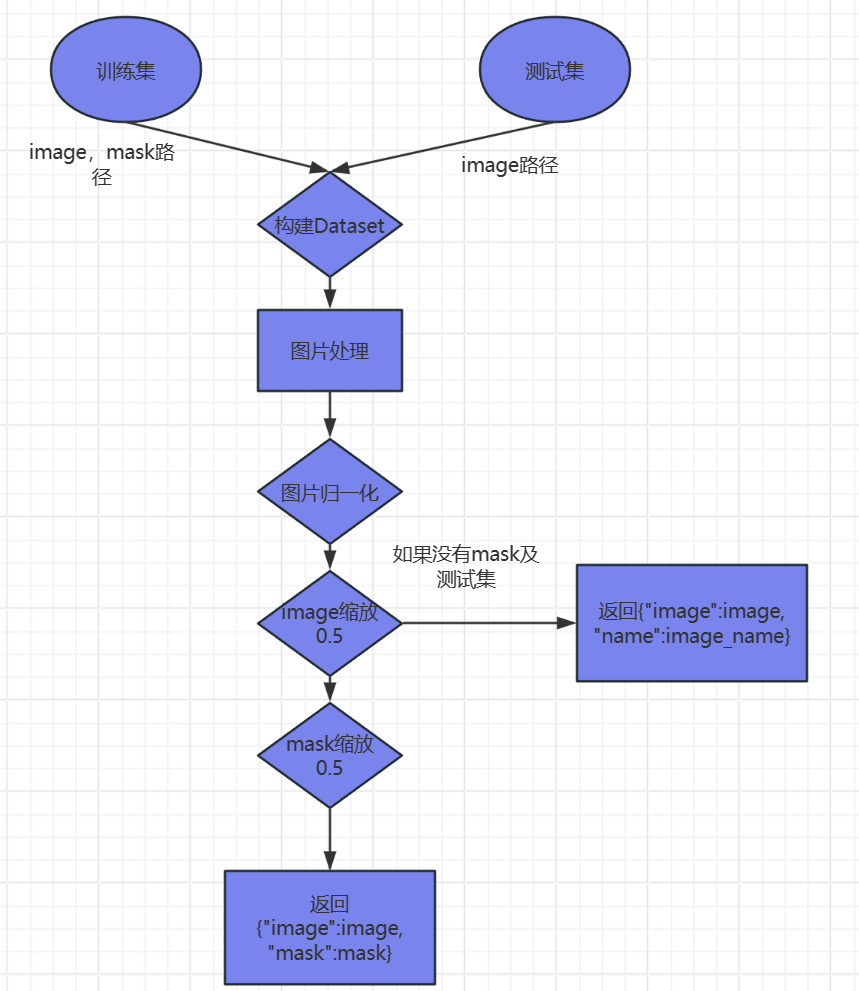 训练集
测试集
image，mask路
径
image路径
构建Dataset
图片处理
图片归一化
如果没有mask及
测试集
image缩放
0.5
返回{"image":image,
"name":image_name}
mask缩放
0.5
返回
{"image":image,
"mask":mask}